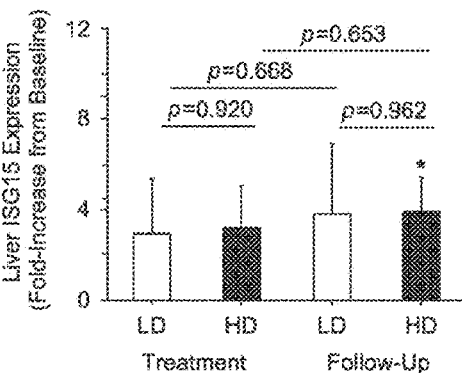 Liver ISG15 Expression
(Fold-Increase from Baseline)
12
8
4
0
p=0.653
p=0.668
p=0.920
p=0.962
*
LD
HD
LD
HD
Treatment
Follow-Up